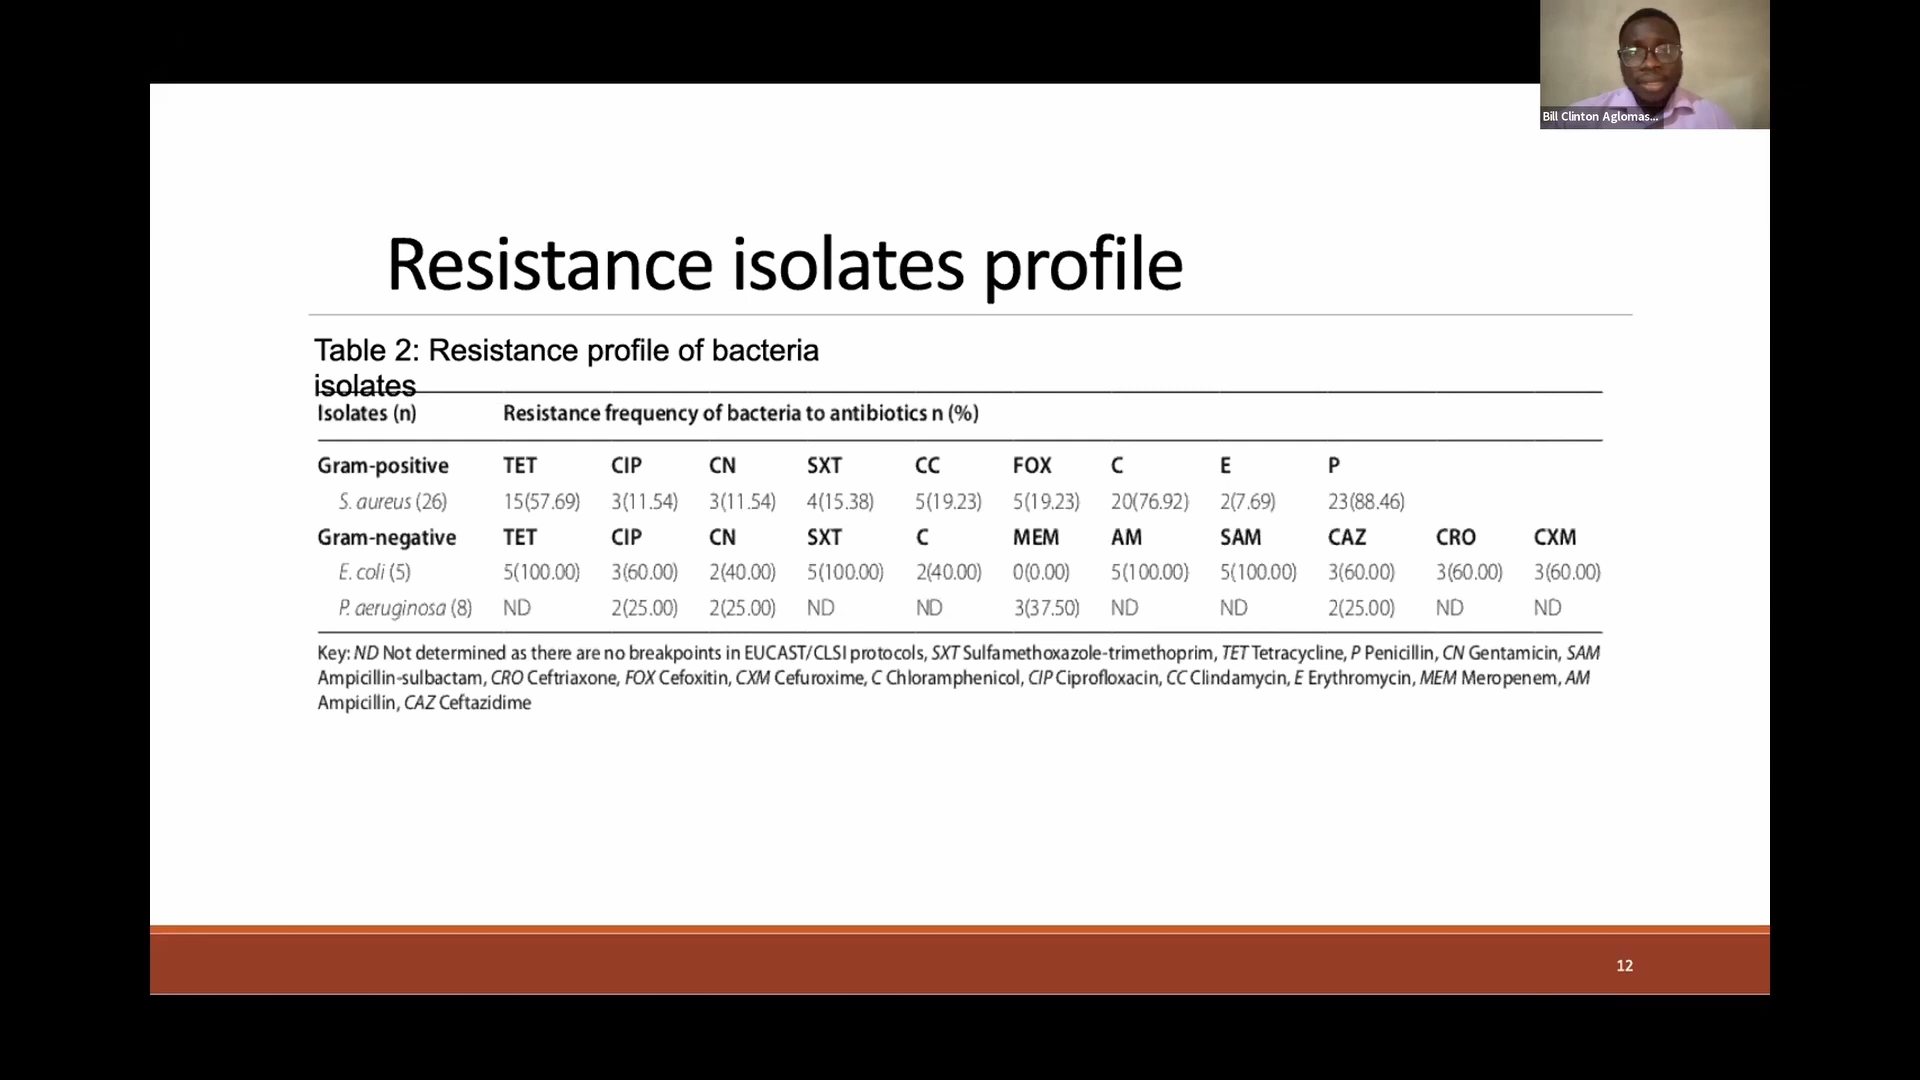 Bill Clinton Aglomas...
Resistance isolates profile
Table 2: Resistance profile of bacteria
isolates
Isolates (n) Resistance frequency of bacteria to antibiotics n (%)
Gram-positive TET CIP CN SXT CC FOX C E P
S. aureus (26) 15(57.69) 3(11.54) 3(11.54) 4(15.38) 5(19.23) 5(19.23) 20(76.92) 2(7.69) 23(88.46)
Gram-negative TET CIP CN SXT C MEM AM SAM CAZ CRO CXM
E. coli (5) 5(100.00) 3(60.00) 2(40.00) 5(100.00) 2(40.00) 0(0.00) 5(100.00) 5(100.00) 3(60.00) 3(60.00) 3(60.00)
P. aeruginosa (8) ND 2(25.00) 2(25.00) ND ND 3(37.50) ND ND 2(25.00) ND ND
Key: ND Not determined as there are no breakpoints in EUCAST/CLSI protocols, SXT Sulfamethoxazole-trimethoprim, TET Tetracycline, P Penicillin, CN Gentamicin, SAM
Ampicillin-sulbactam, CRO Ceftriaxone, FOX Cefoxitin, CXM Cefuroxime, C Chloramphenicol, CIP Ciprofloxacin, CC Clindamycin, E Erythromycin, MEM Meropenem, AM
Ampicillin, CAZ Ceftazidime
12